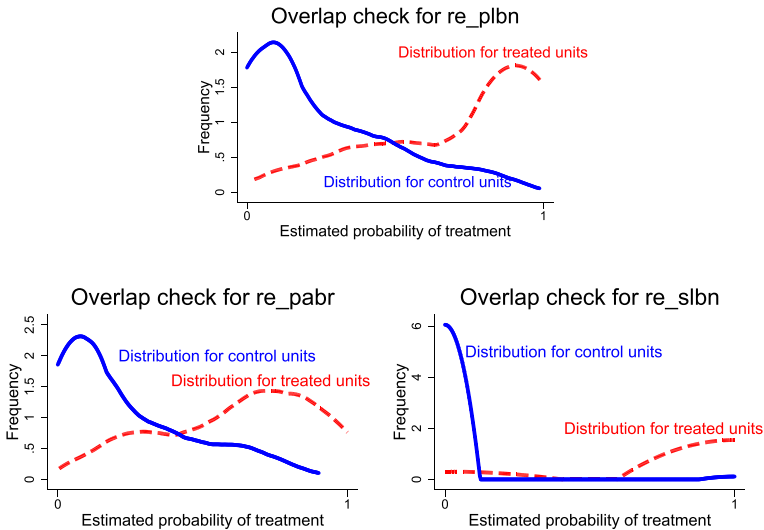 Overlap check for re_plbn
Distribution for treated units
2
1.5
1
.5
0
Frequency
Distribution for control units
0
1
Estimated probability of treatment
Overlap check for re_pabr
2.5
2
1.5
1
.5
0
Frequency
Distribution for control units
Distribution for treated units
0
1
Estimated probability of treatment
Overlap check for re_slbn
6
4
2
0
Frequency
Distribution for control units
Distribution for treated units
0
1
Estimated probability of treatment